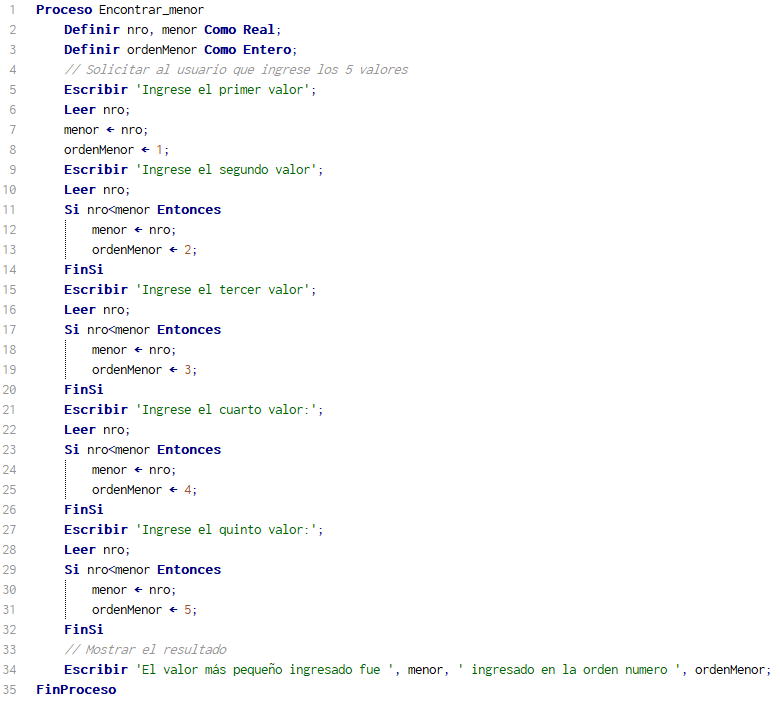 1 Proceso Encontrar_menor
2 Definir nro, menor Como Real;
3 Definir ordenMenor Como Entero;
4 // Solicitar al usuario que ingrese los 5 valores
5 Escribir 'Ingrese el primer valor';
6 Leer nro;
7 menor ← nro;
8 ordenMenor ← 1;
9 Escribir 'Ingrese el segundo valor';
10 Leer nro;
11 Si nro<menor Entonces
12 menor ← nro;
13 ordenMenor ← 2;
14 FinSi
15 Escribir 'Ingrese el tercer valor';
16 Leer nro;
17 Si nro<menor Entonces
18 menor ← nro;
19 ordenMenor ← 3;
20 FinSi
21 Escribir 'Ingrese el cuarto valor:';
22 Leer nro;
23 Si nro<menor Entonces
24 menor ← nro;
25 ordenMenor ← 4;
26 FinSi
27 Escribir 'Ingrese el quinto valor:';
28 Leer nro;
29 Si nro<menor Entonces
30 menor ← nro;
31 ordenMenor ← 5;
32 FinSi
33 // Mostrar el resultado
34 Escribir 'El valor más pequeño ingresado fue ', menor, ' ingresado en la orden numero ', ordenMenor;
35 FinProceso